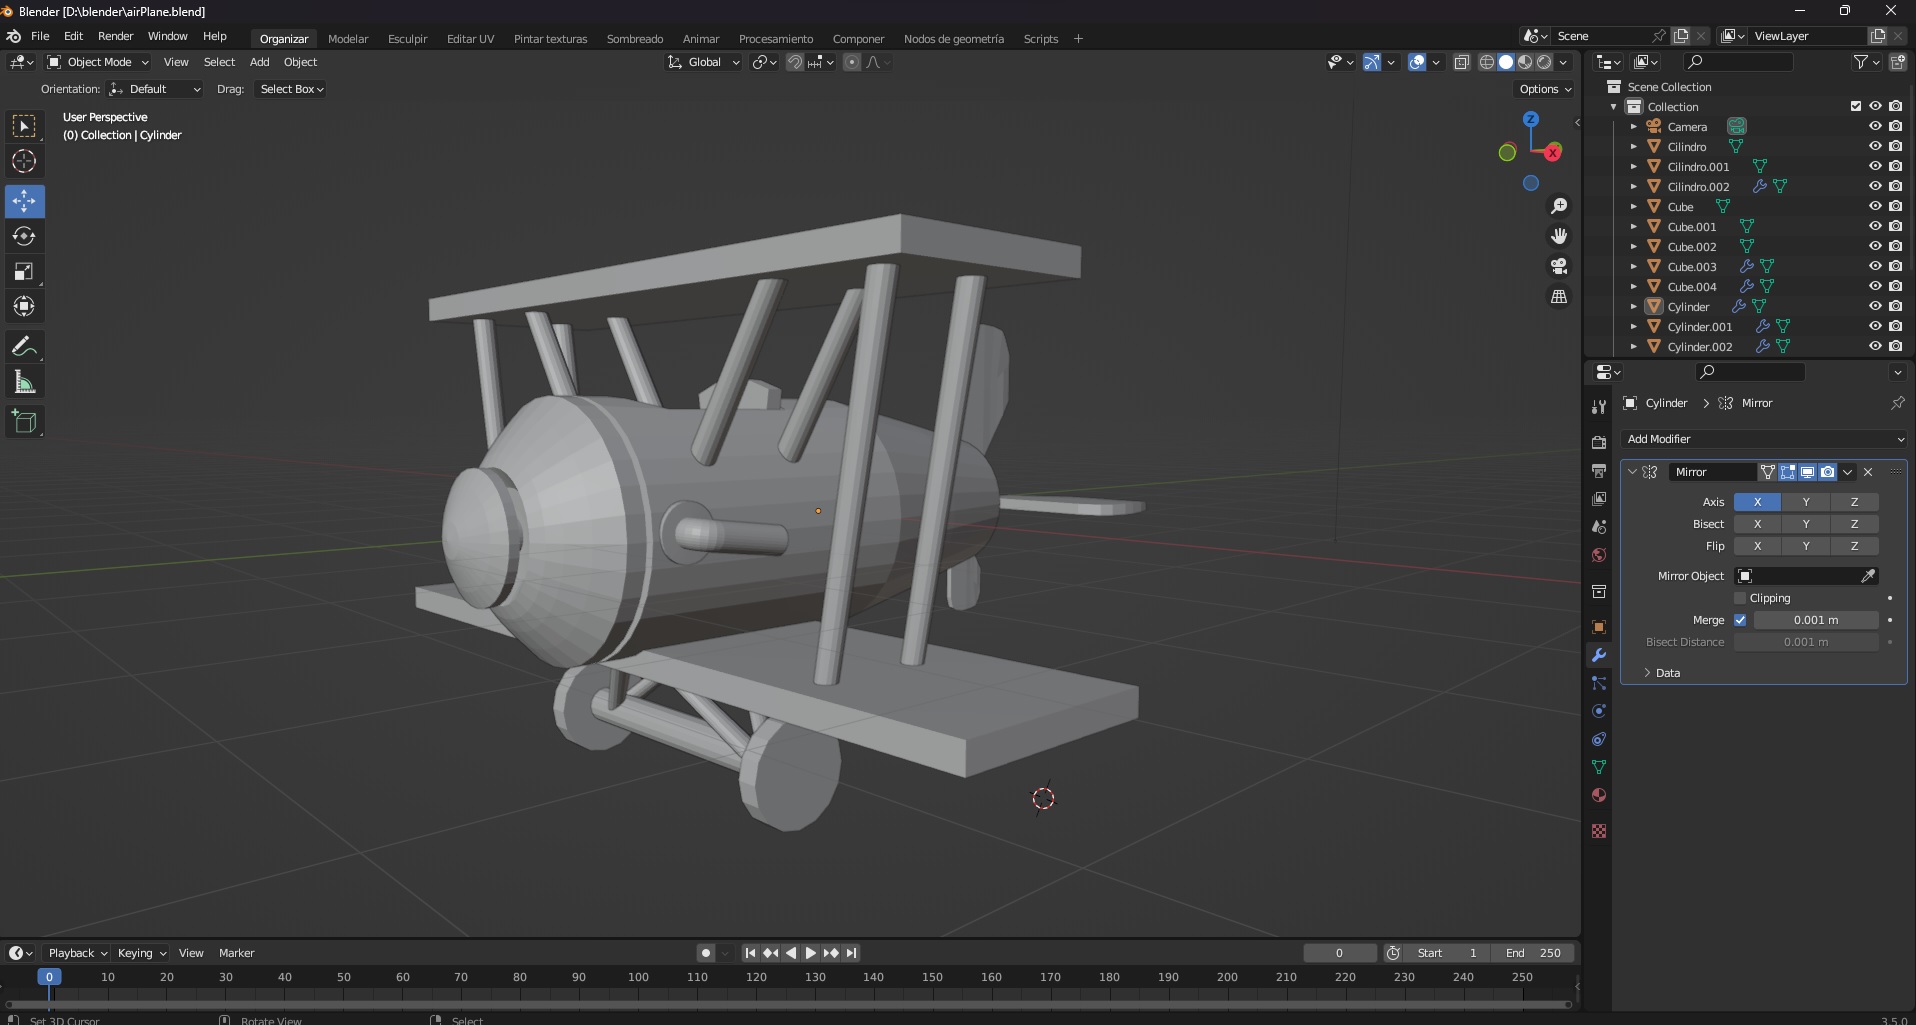 Blender [D:\blender\airPlane.blend]
File Edit Render Window Help Organizar Modelar Esculpir Editar UV Pintar texturas Sombreado Animar Procesamiento Componer Nodos de geometría Scripts + Scene ViewLayer
Object Mode View Select Add Object Global
Orientation: Default Drag: Select Box Options
User Perspective
(0) Collection | Cylinder
Z
X
Scene Collection
Collection
Camera
Cilindro
Cilindro.001
Cilindro.002
Cube
Cube.001
Cube.002
Cube.003
Cube.004
Cylinder
Cylinder.001
Cylinder.002
Cylinder > Mirror
Add Modifier
Mirror
Axis X Y Z
Bisect X Y Z
Flip X Y Z
Mirror Object
Clipping
Merge 0.001 m
Bisect Distance 0.001 m
Data
Playback Keying View Marker 0 Start 1 End 250
0 10 20 30 40 50 60 70 80 90 100 110 120 130 140 150 160 170 180 190 200 210 220 230 240 250
Set 3D Cursor Rotate View Select 3.5.0